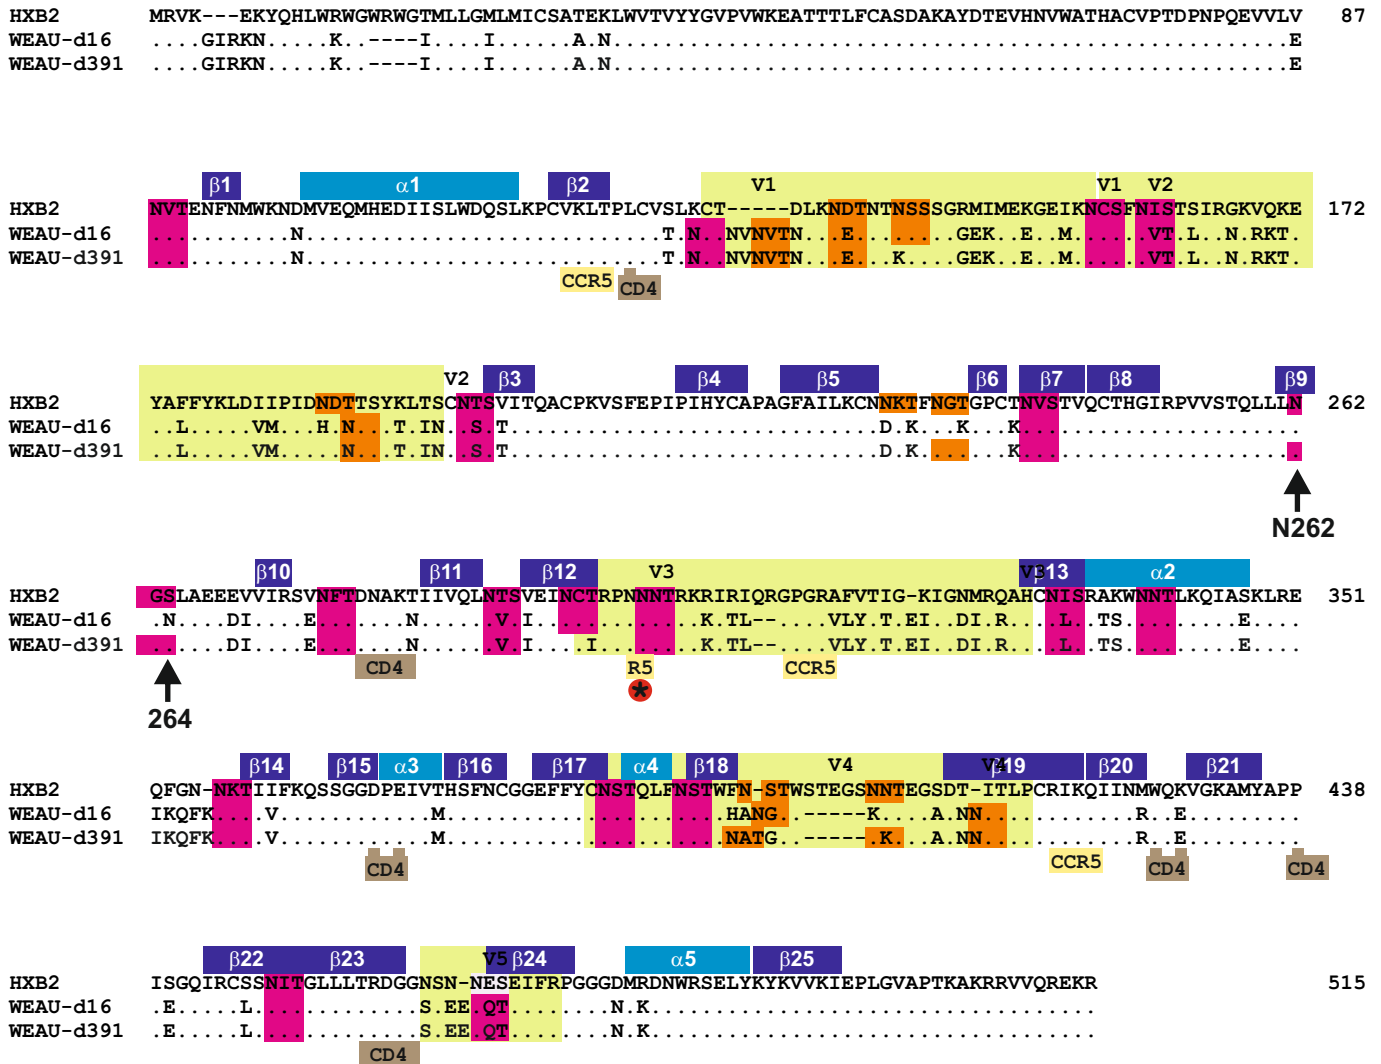 HXB2 MRVK---EKYQHLWRWGWRWGTMLLGMLMICSATEKLWVTVYYGVPVWKEATTTLFCASDAKAYDTEVHNVWATHACVPTDPNPQEVVLV 87
WEAU-d16 ....GIRKN.....K..----I....I......A.N.....................................................E
WEAU-d391 ....GIRKN.....K..----I....I......A.N.....................................................E
β1 α1 β2 V1 V1 V2
HXB2 NVTENFNMWKNDMVEQMHEDIISLWDQSLKPCVKLTPLCVSLKCT-----DLKNDTNTNSSSGRMIMEKGEIKNCSFNISTSIRGKVQKE 172
WEAU-d16 ...........N............................T.N..NVNVTN...E........GEK..E..M......VT.L..N.RKT.
WEAU-d391 ...........N............................T.N..NVNVTN...E...K....GEK..E..M......VT.L..N.RKT.
CCR5 CD4
V2 β3 β4 β5 β6 β7 β8 β9
HXB2 YAFFYKLDIIPIDNDTTSYKLTSCNTSVITQACPKVSFEPIPIHYCAPAGFAILKCNNKTFNGTGPCTNVSTVQCTHGIRPVVSTQLLLN 262
WEAU-d16 ..L.....VM...H.N...T.IN..S.T.............................D.K...K...K......................
WEAU-d391 ..L.....VM.....N...T.IN..S.T.............................D.K.......K......................
N262
β10 β11 β12 V3 V3 β13 α2
HXB2 GSLAEEEVVIRSVNFTDNAKTIIVQLNTSVEINCTRPNNNTRKRIRIQRGPGRAFVTIG-KIGNMRQAHCNISRAKWNNTLKQIASKLRE 351
WEAU-d16 .N....DI....E.......N......V.I.............K.TL--....VLY.T.EI..DI.R....L..TS.........E....
WEAU-d391 ......DI....E.......N......V.I....I........K.TL--....VLY.T.EI..DI.R....L..TS.........E....
CD4 R5 CCR5
*
264
β14 β15 α3 β16 β17 α4 β18 V4 V4 β19 β20 β21
HXB2 QFGN-NKTIIFKQSSGGDPEIVTHSFNCGGEFFYCNSTQLFNSTWFN-STWSTEGSNNTEGSDT-ITLPCRIKQIINMWQKVGKAMYAPP 438
WEAU-d16 IKQFK....V............M......................HANG..-----K....A.NN............R..E.........
WEAU-d391 IKQFK....V............M......................NATG..-----K....A.NN............R..E.........
CD4 CCR5 CD4 CD4
β22 β23 V5 β24 α5 β25
HXB2 ISGQIRCSSNITGLLLTRDGGNSN-NESEIFRPGGGDMRDNWRSELYKYKVVKIEPLGVAPTKAKRRVVQREKR 515
WEAU-d16 .E.....L.............S.EE.QT........N.K...................................
WEAU-d391 .E.....L.............S.EE.QT........N.K...................................
CD4